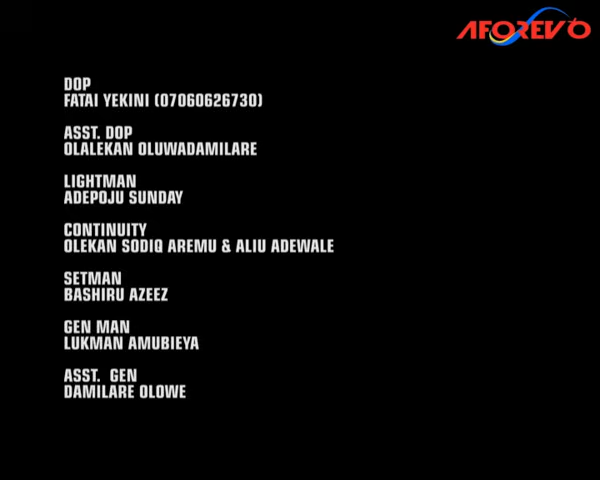 AFOREVO
DOP
FATAI YEKINI (07060626730)
ASST. DOP
OLALEKAN OLUWADAMILARE
LIGHTMAN
ADEPOJU SUNDAY
CONTINUITY
OLEKAN SODIQ AREMU & ALIU ADEWALE
SETMAN
BASHIRU AZEEZ
GEN MAN
LUKMAN AMUBIEYA
ASST. GEN
DAMILARE OLOWE